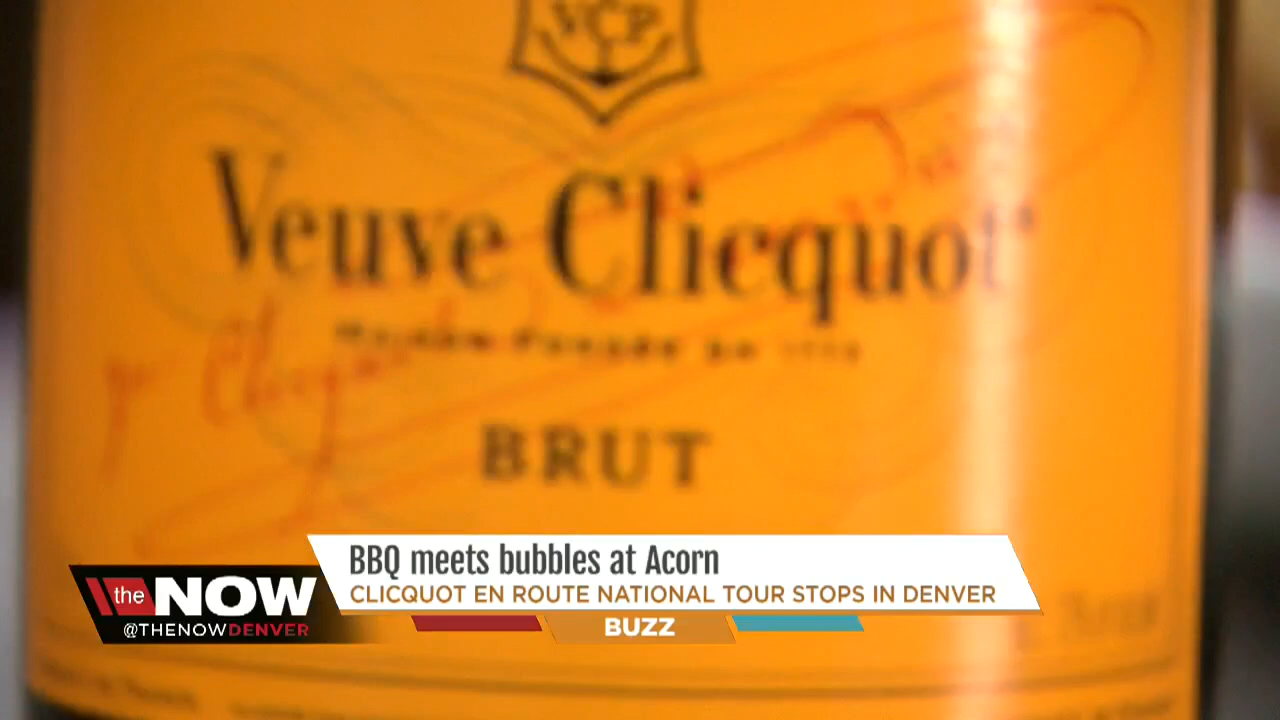 VCP
Veuve Clicquot
BRUT
BBQ meets bubbles at Acorn
CLICQUOT EN ROUTE NATIONAL TOUR STOPS IN DENVER
the NOW
@THENOWDENVER
BUZZ